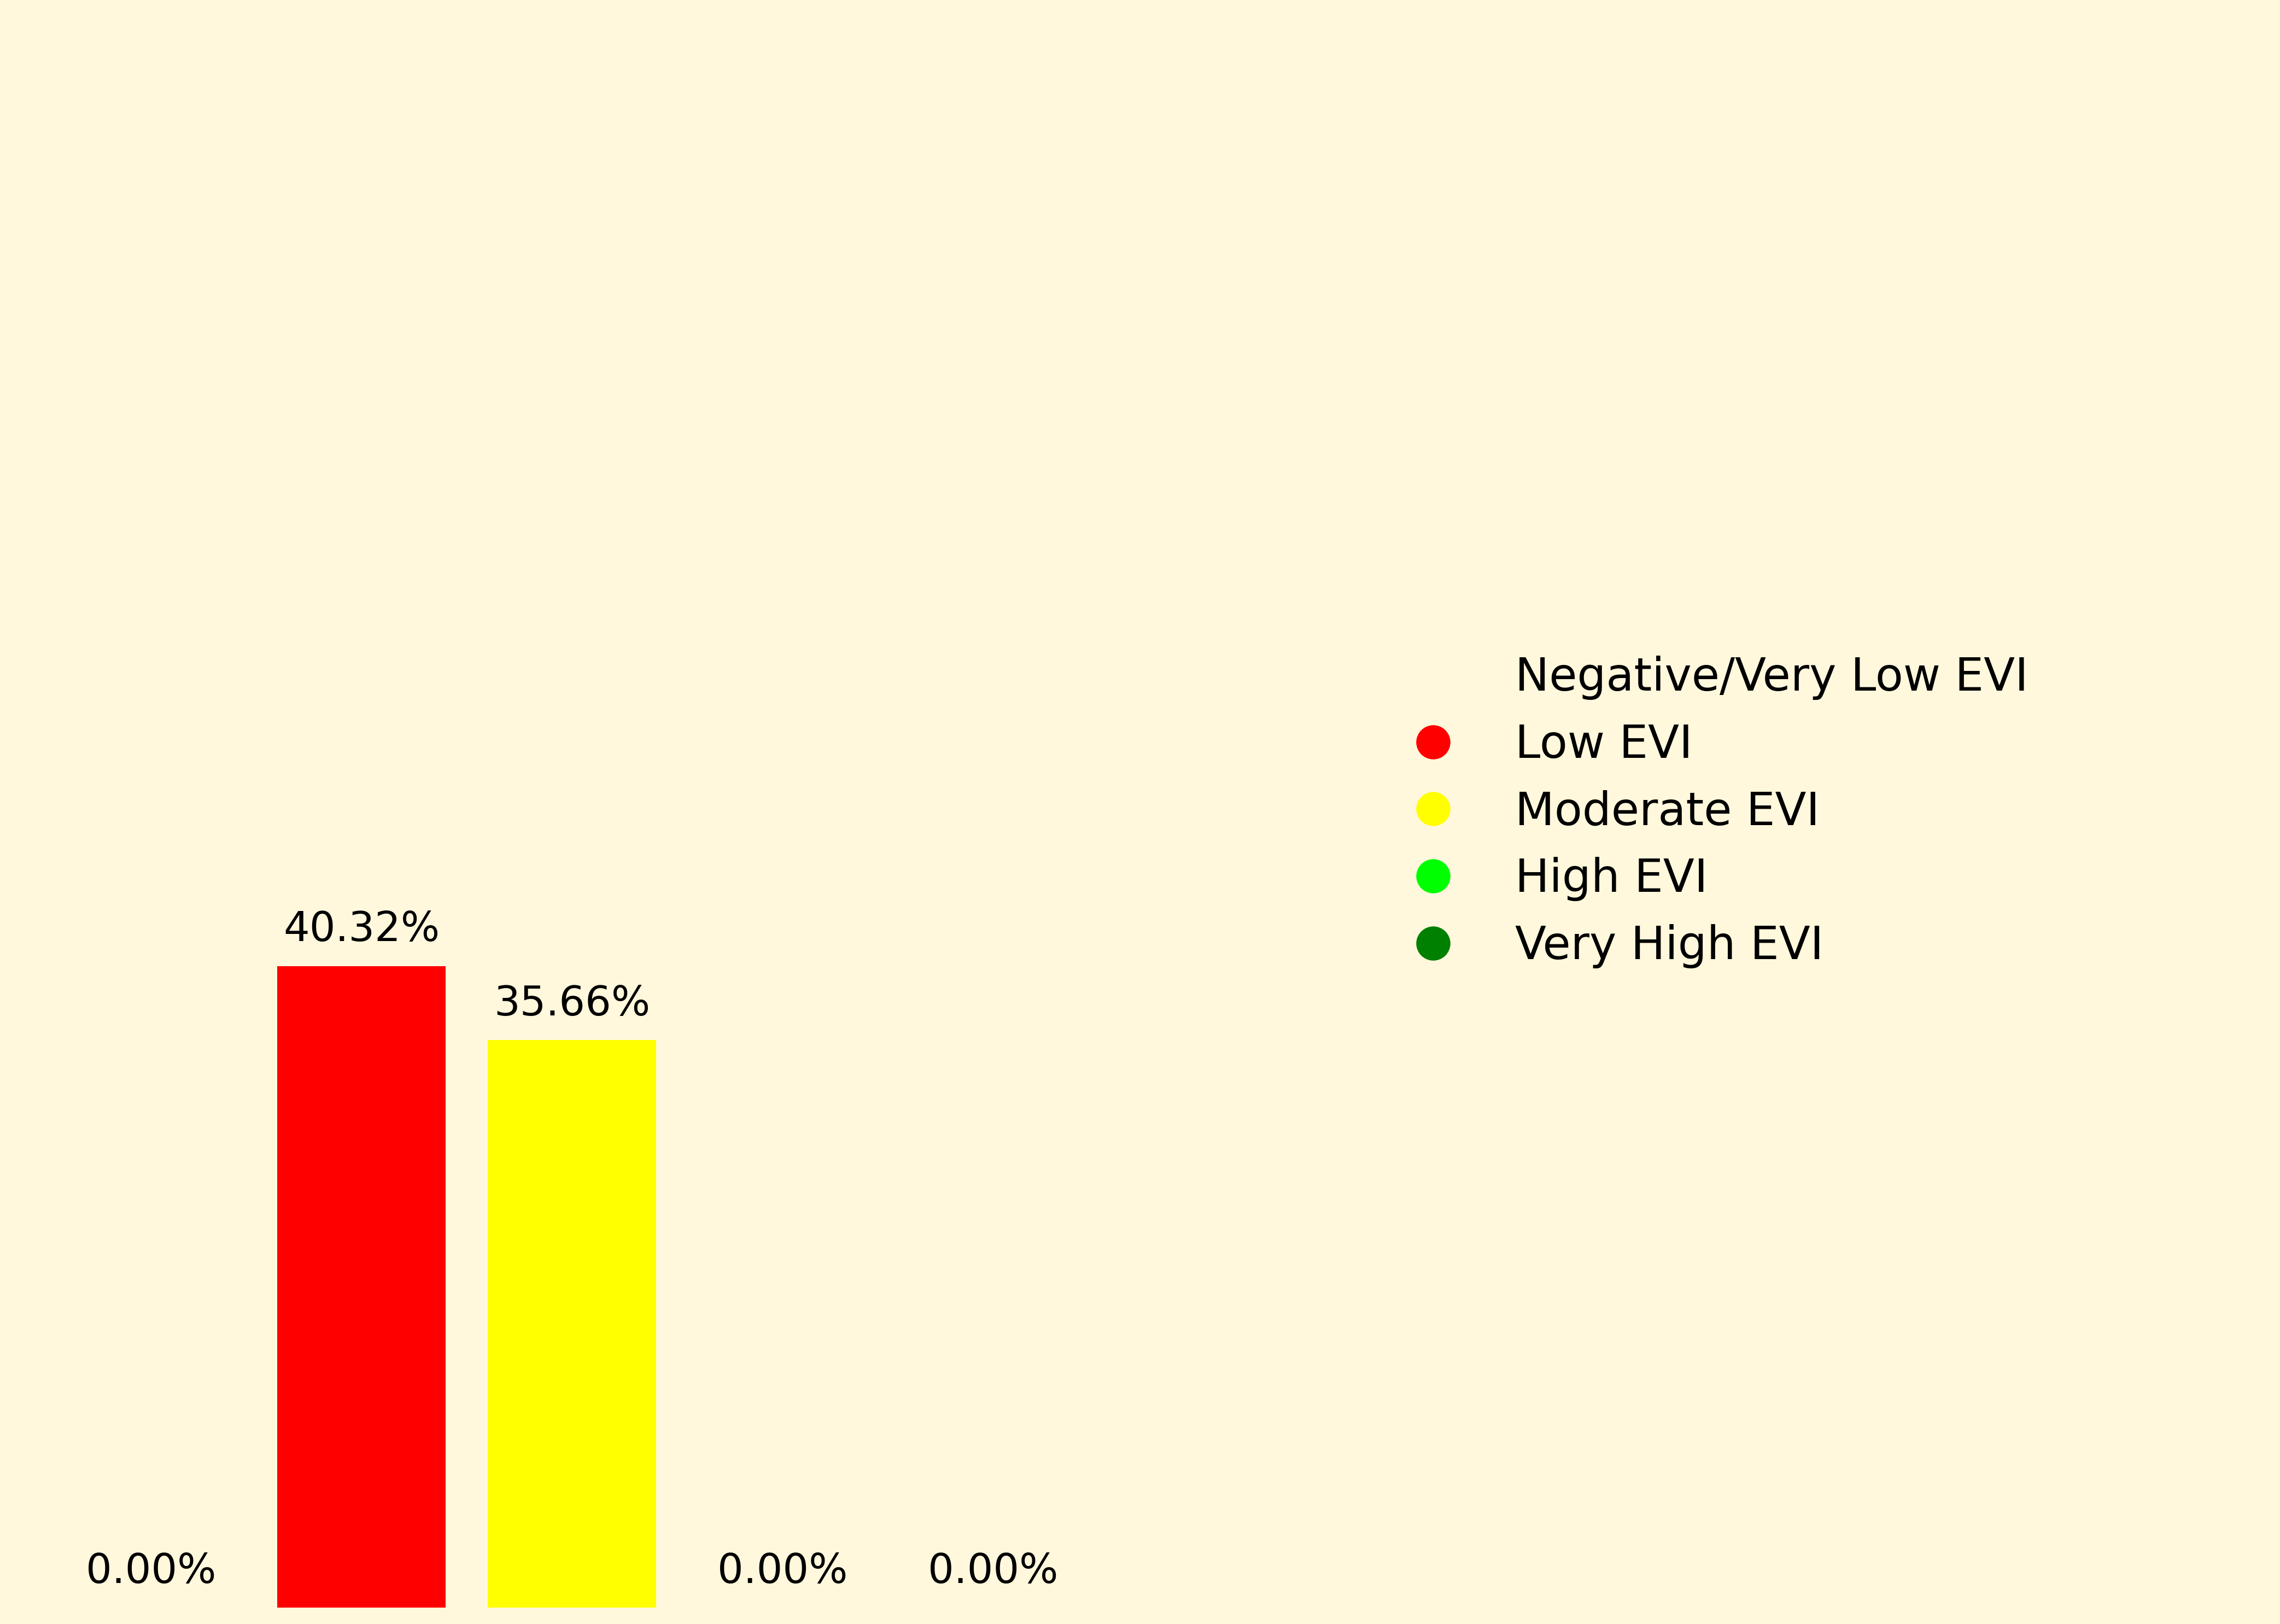 Negative/Very Low EVI
Low EVI
Moderate EVI
High EVI
Very High EVI
40.32%
35.66%
0.00%
0.00%
0.00%